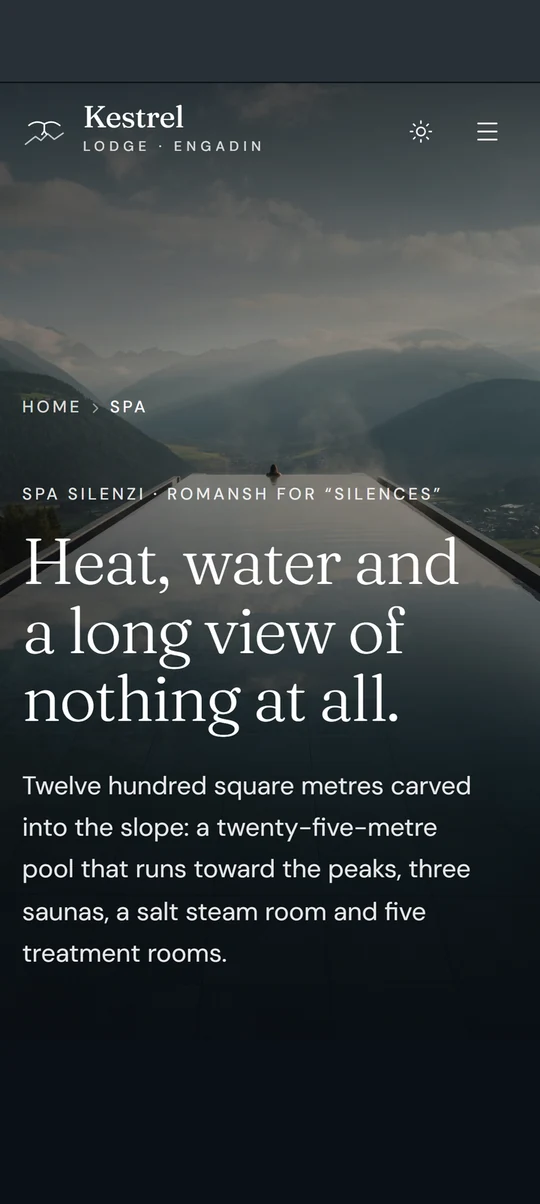 Kestrel
LODGE · ENGADIN
HOME > SPA
SPA SILENZI · ROMANSH FOR “SILENCES”
Heat, water and
a long view of
nothing at all.
Twelve hundred square metres carved
into the slope: a twenty-five-metre
pool that runs toward the peaks, three
saunas, a salt steam room and five
treatment rooms.